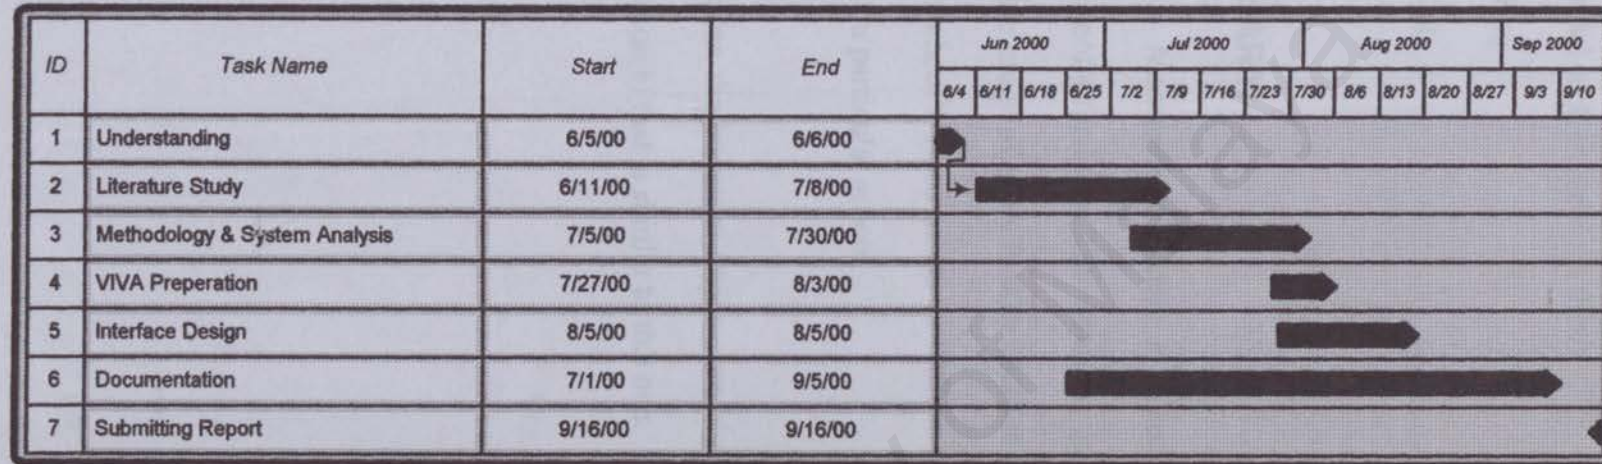 ID Task Name Start End Jun 2000 Jul 2000 Aug 2000 Sep 2000
6/4 6/11 6/18 6/25 7/2 7/9 7/16 7/23 7/30 8/6 8/13 8/20 8/27 9/3 9/10
1 Understanding 6/5/00 6/6/00
2 Literature Study 6/11/00 7/8/00
3 Methodology & System Analysis 7/5/00 7/30/00
4 VIVA Preperation 7/27/00 8/3/00
5 Interface Design 8/5/00 8/5/00
6 Documentation 7/1/00 9/5/00
7 Submitting Report 9/16/00 9/16/00
of Malaya